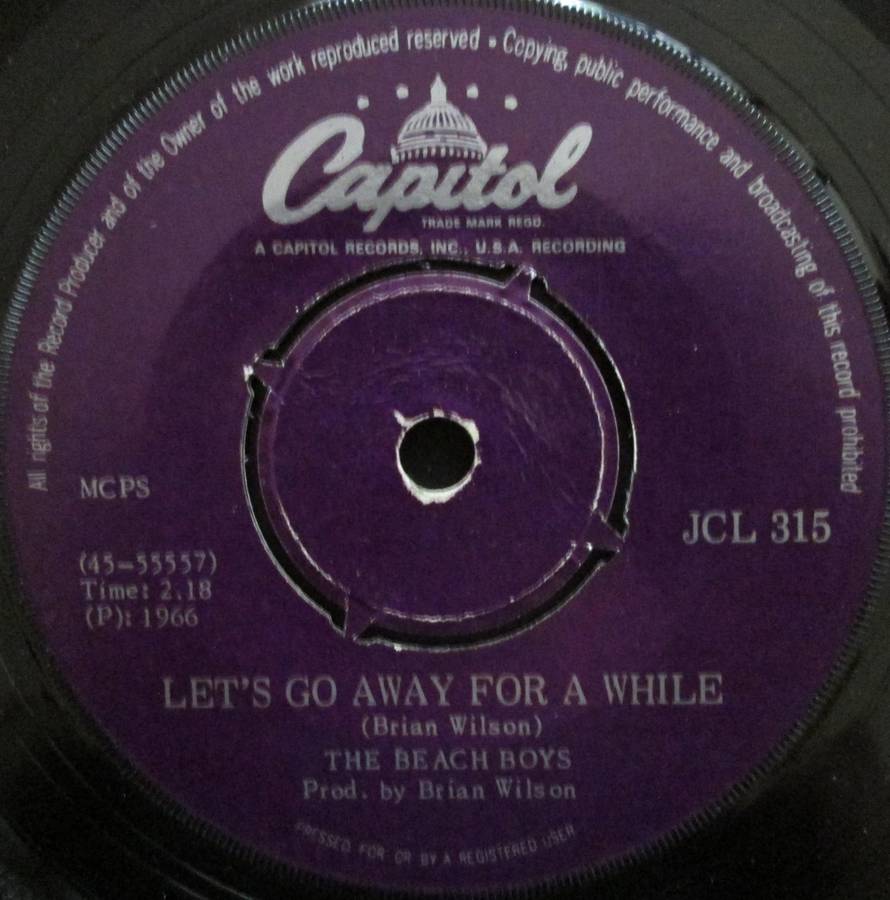 All rights of the Record Producer and of the Owner of the work reproduced reserved • Copying, public performance and broadcasting of this record prohibited
Capitol
TRADE MARK REGD.
A CAPITOL RECORDS, INC., U.S.A. RECORDING
MCPS
JCL 315
(45-55557)
Time: 2.18
(P): 1966
LET'S GO AWAY FOR A WHILE
(Brian Wilson)
THE BEACH BOYS
Prod. by Brian Wilson
PRESSED FOR OR BY A REGISTERED USER